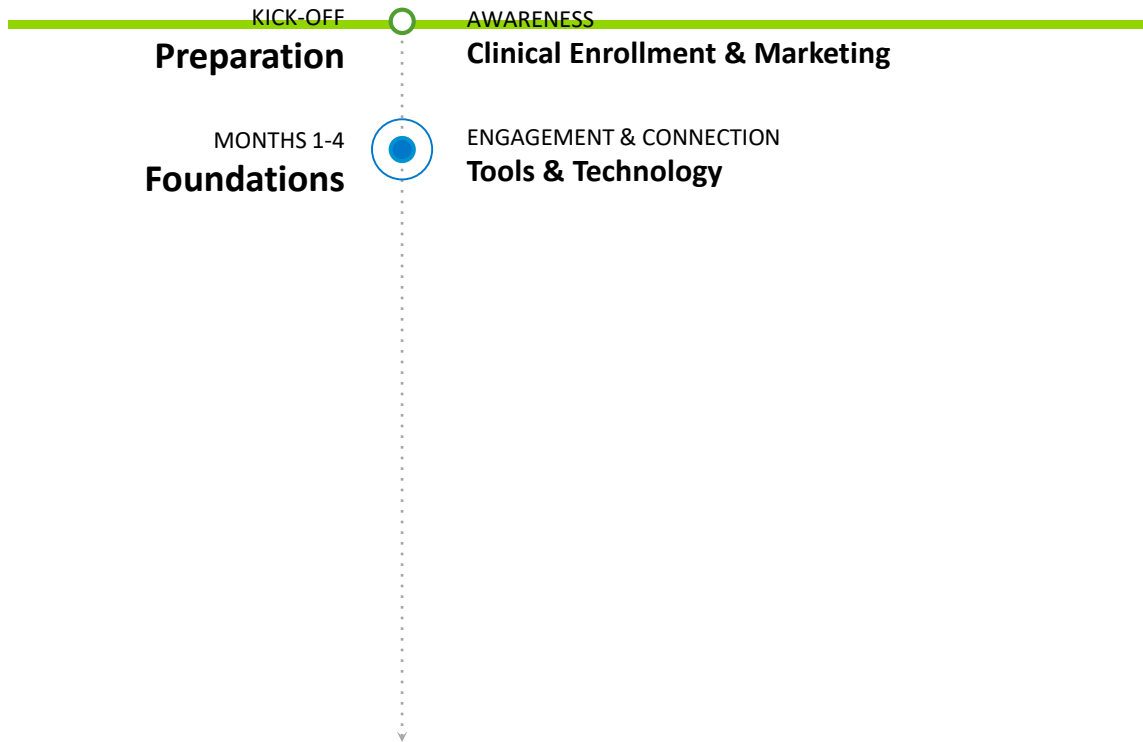 KICK-OFF
Preparation
AWARENESS
Clinical Enrollment & Marketing
MONTHS 1-4
Foundations
ENGAGEMENT & CONNECTION
Tools & Technology